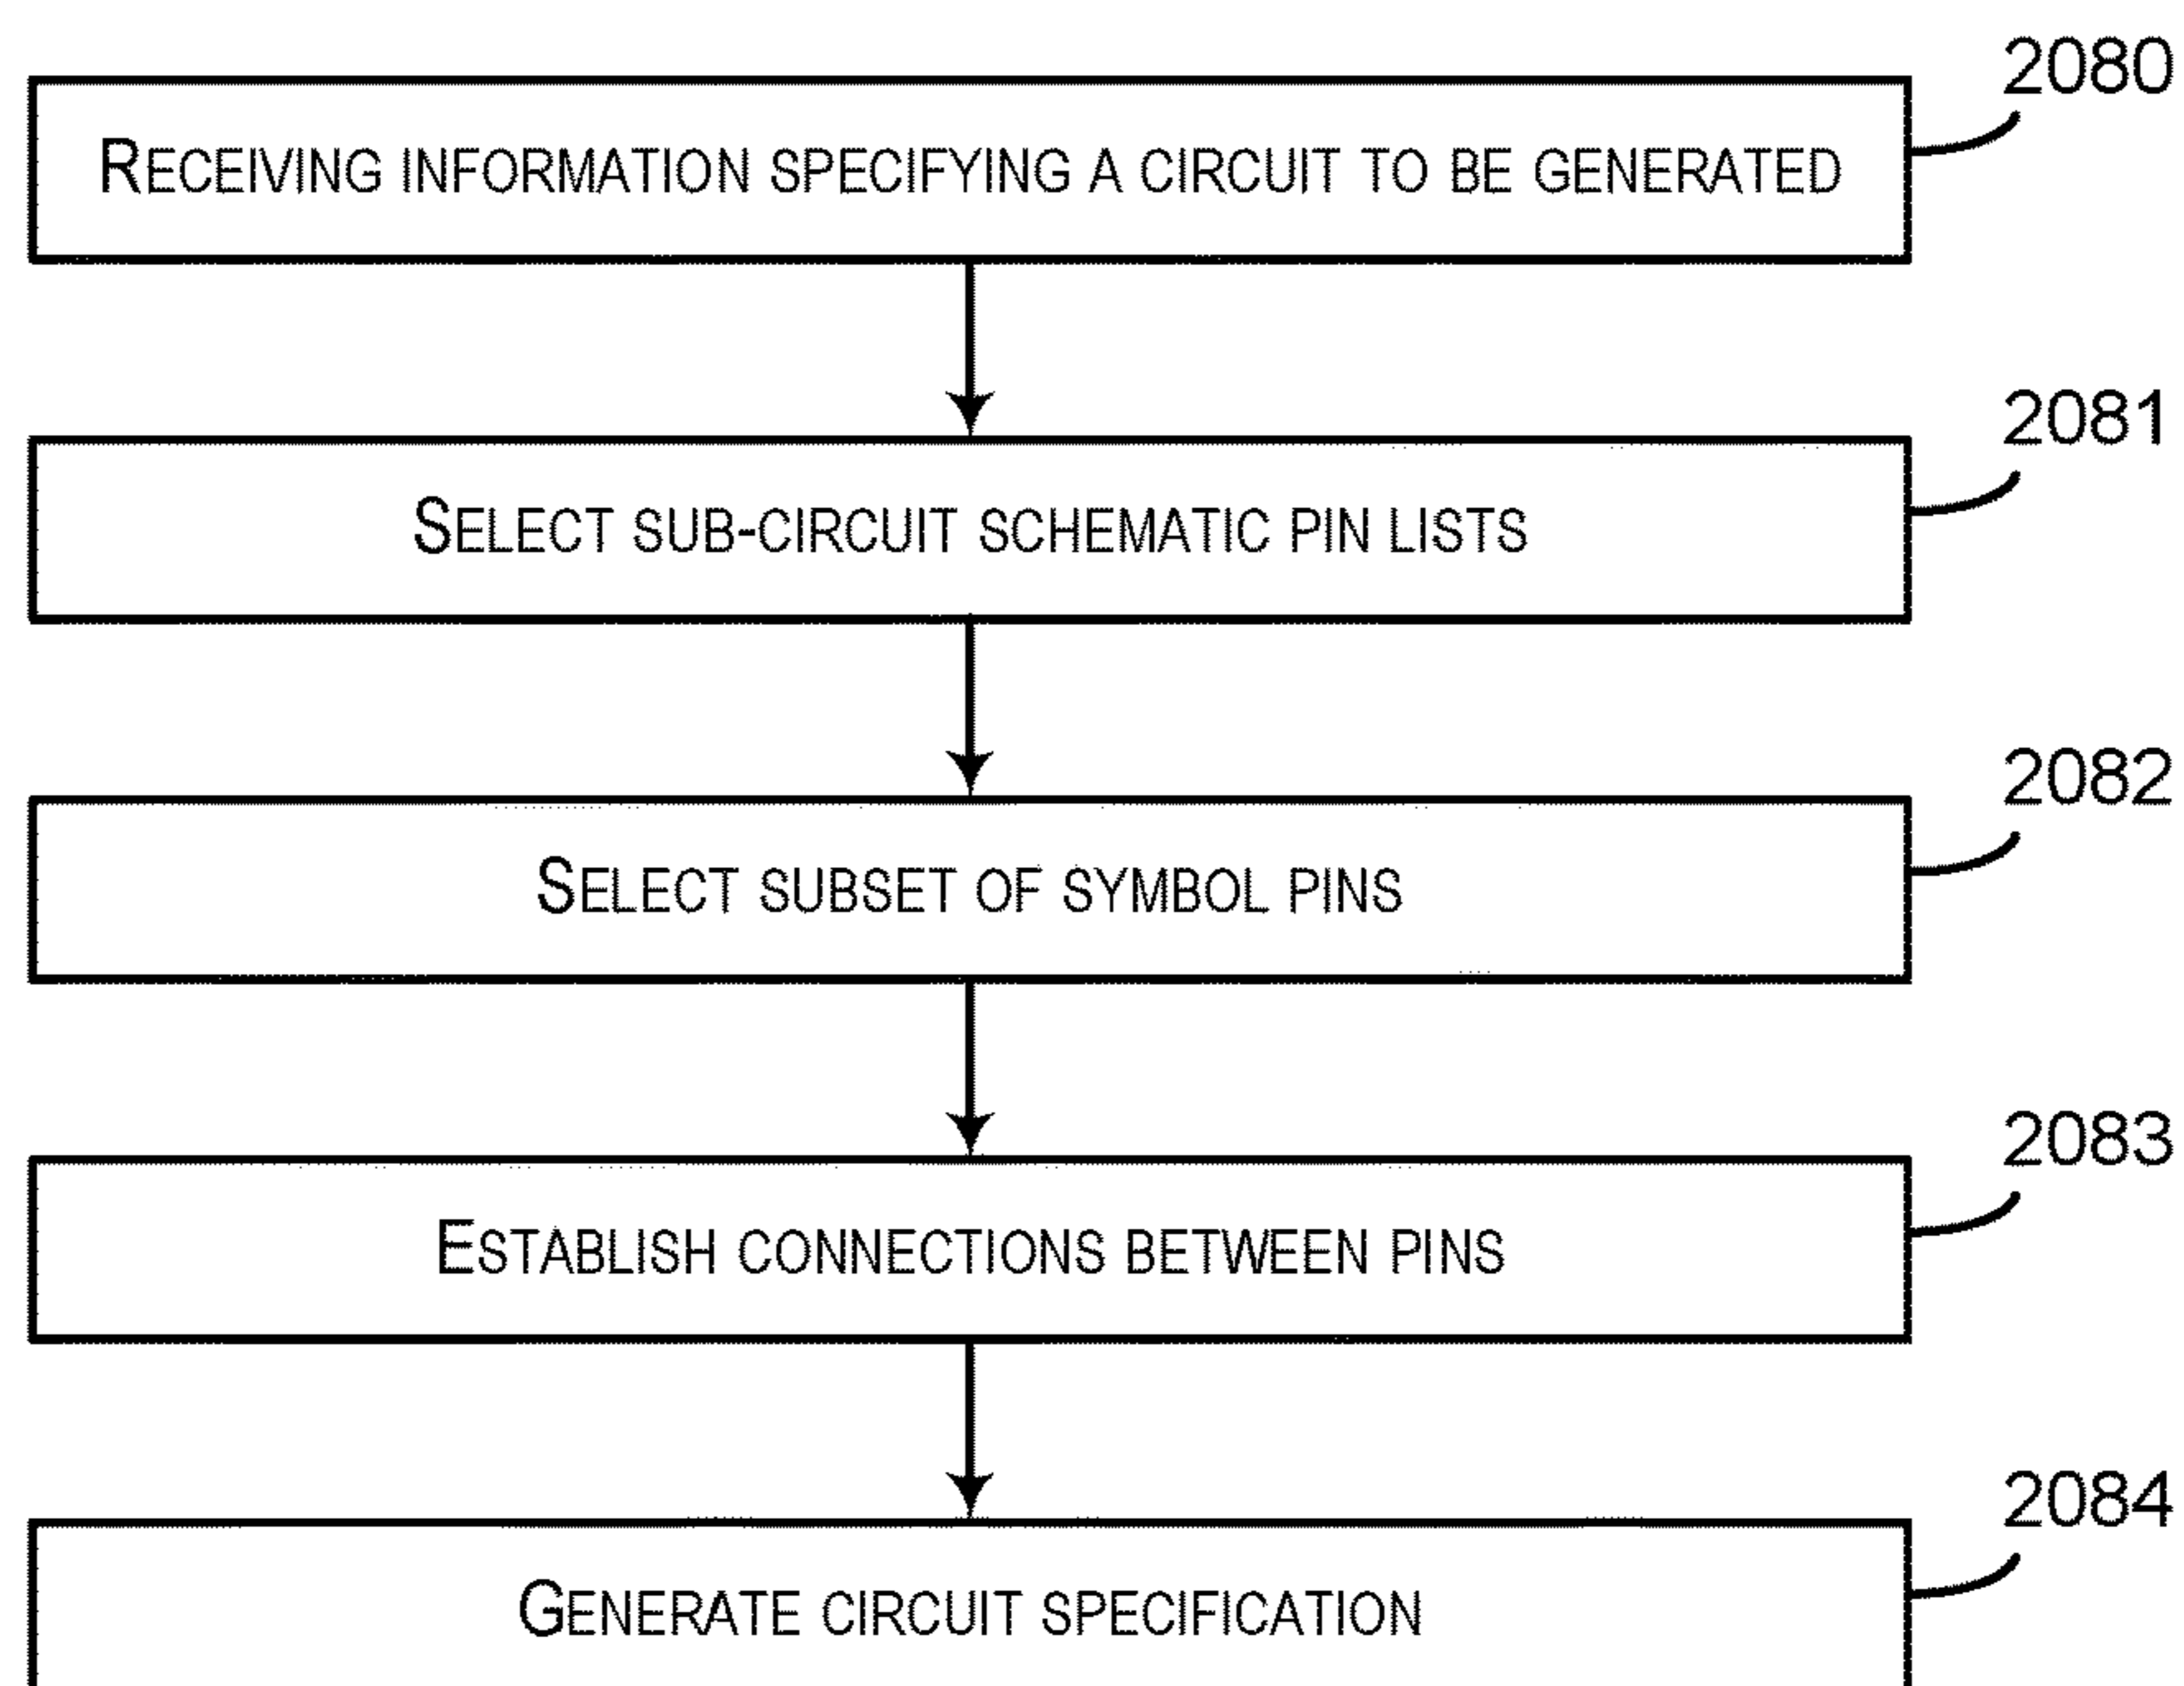 2080
RECEIVING INFORMATION SPECIFYING A CIRCUIT TO BE GENERATED
2081
SELECT SUB-CIRCUIT SCHEMATIC PIN LISTS
2082
SELECT SUBSET OF SYMBOL PINS
2083
ESTABLISH CONNECTIONS BETWEEN PINS
2084
GENERATE CIRCUIT SPECIFICATION